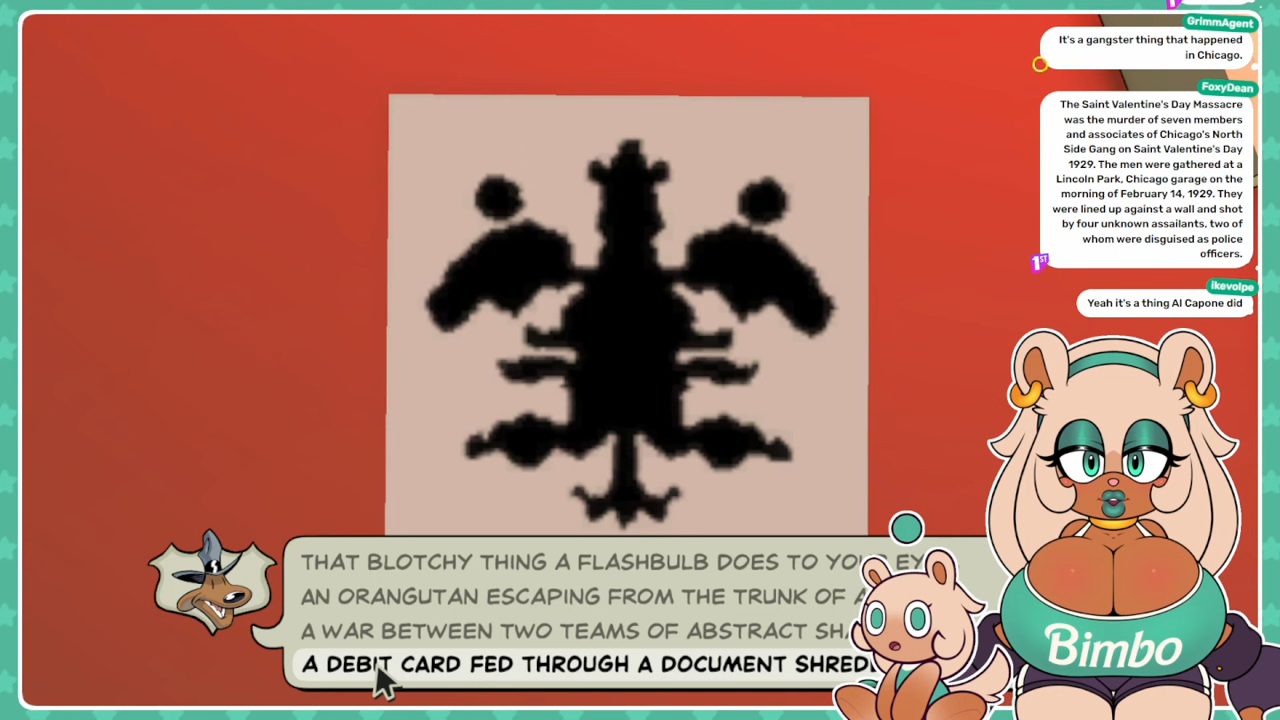 THAT BLOTCHY THING A FLASHBULB DOES TO YOUR EY
AN ORANGUTAN ESCAPING FROM THE TRUNK OF A
A WAR BETWEEN TWO TEAMS OF ABSTRACT SHA
A DEBIT CARD FED THROUGH A DOCUMENT SHRED
GrimmAgent
It's a gangster thing that happened
in Chicago.
FoxyDean
The Saint Valentine's Day Massacre
was the murder of seven members
and associates of Chicago's North
Side Gang on Saint Valentine's Day
1929. The men were gathered at a
Lincoln Park, Chicago garage on the
morning of February 14, 1929. They
were lined up against a wall and shot
by four unknown assailants, two of
whom were disguised as police
officers.
1ST
ikevolpe
Yeah it's a thing Al Capone did
Bimbo